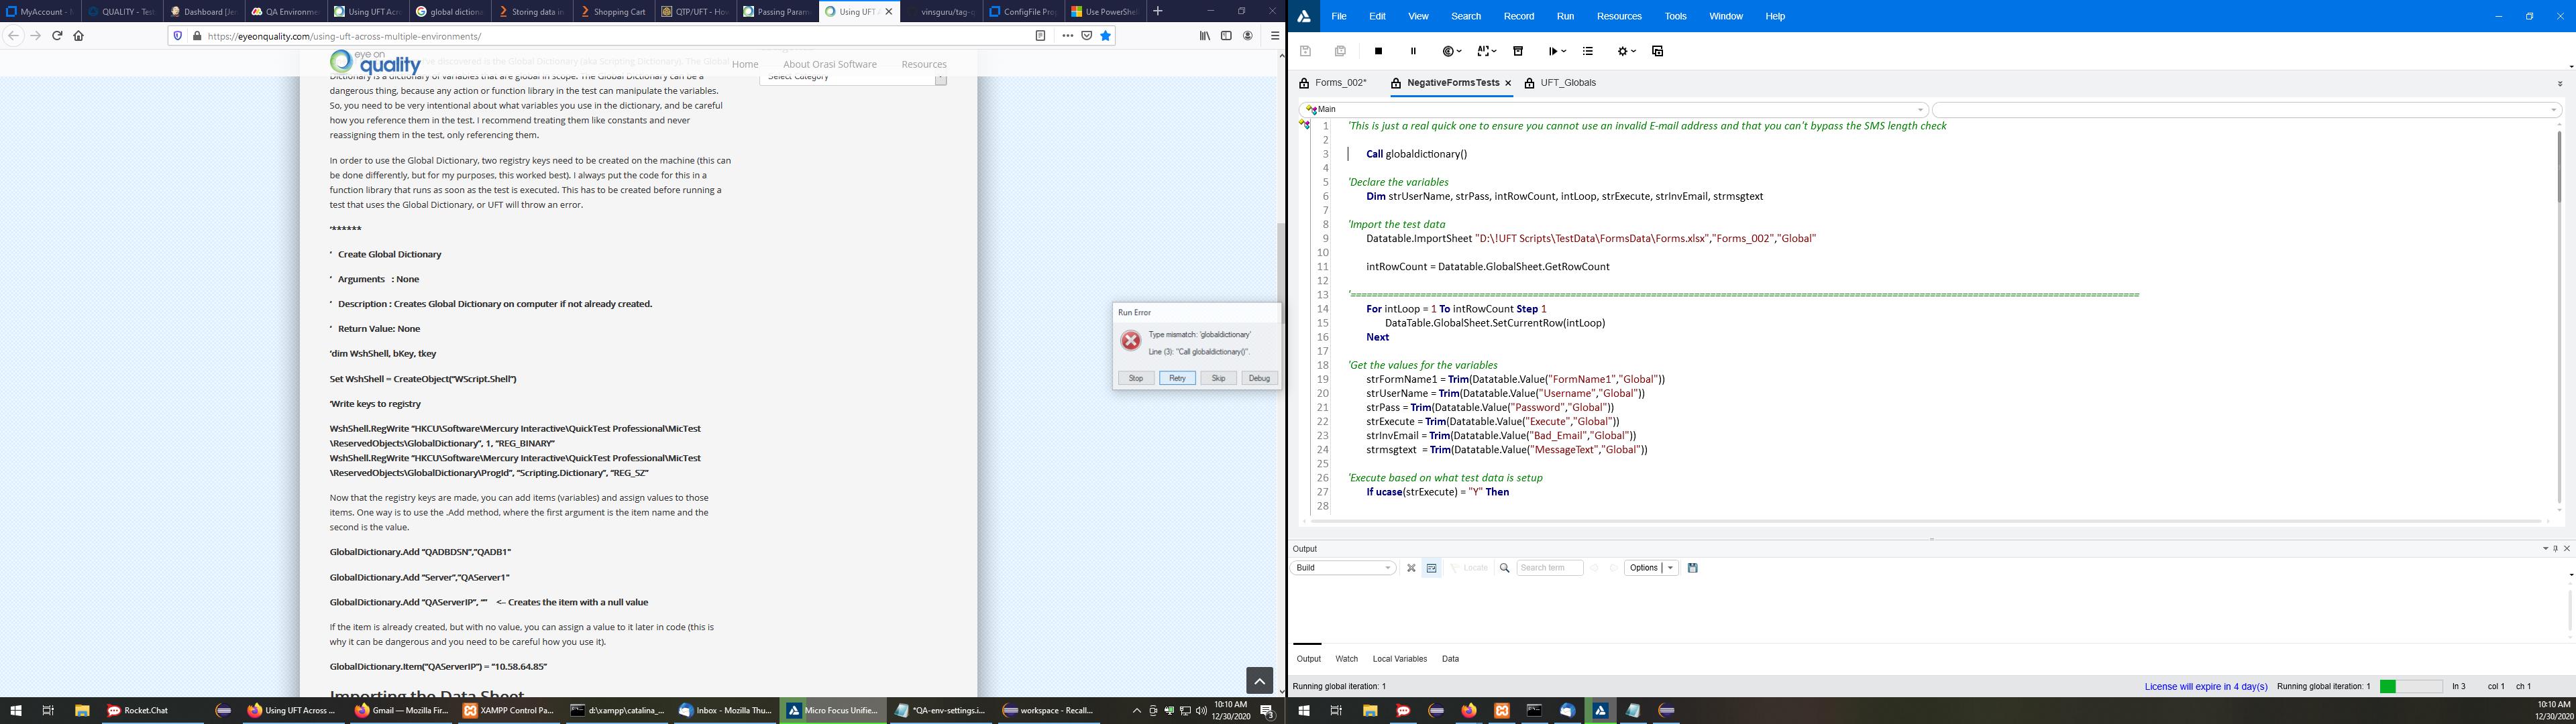 MyAccount -
QUALITY - Test
Dashboard [Je
QA Environme
Using UFT Acr
global dictiona
Storing data in
Shopping Cart
QTP/UFT - Ho
Passing Param
Using UFT A
vinsguru/tag-q
ConfigFile Pro
Use PowerShel
https://eyeonquality.com/using-uft-across-multiple-environments/
eye on
quality
Home
About Orasi Software
Resources
Select Category
Dictionary is a dictionary of variables that are global in scope. The Global Dictionary can be a
dangerous thing, because any action or function library in the test can manipulate the variables.
So, you need to be very intentional about what variables you use in the dictionary, and be careful
how you reference them in the test. I recommend treating them like constants and never
reassigning them in the test, only referencing them.
In order to use the Global Dictionary, two registry keys need to be created on the machine (this can
be done differently, but for my purposes, this worked best). I always put the code for this in a
function library that runs as soon as the test is executed. This has to be created before running a
test that uses the Global Dictionary, or UFT will throw an error.
‘******
‘   Create Global Dictionary
‘   Arguments   : None
‘   Description : Creates Global Dictionary on computer if not already created.
‘   Return Value: None
‘dim WshShell, bKey, tkey
Set WshShell = CreateObject(“WScript.Shell”)
‘Write keys to registry
WshShell.RegWrite “HKCU\Software\Mercury Interactive\QuickTest Professional\MicTest
\ReservedObjects\GlobalDictionary”, 1, “REG_BINARY”
WshShell.RegWrite “HKCU\Software\Mercury Interactive\QuickTest Professional\MicTest
\ReservedObjects\GlobalDictionary\ProgId”, “Scripting.Dictionary”, “REG_SZ”
Now that the registry keys are made, you can add items (variables) and assign values to those
items. One way is to use the .Add method, where the first argument is the item name and the
second is the value.
GlobalDictionary.Add “QADBDSN”,”QADB1″
GlobalDictionary.Add “Server”,”QAServer1″
GlobalDictionary.Add “QAServerIP”, “”    <– Creates the item with a null value
If the item is already created, but with no value, you can assign a value to it later in code (this is
why it can be dangerous and you need to be careful how you use it).
GlobalDictionary.Item(“QAServerIP”) = “10.58.64.85”
Importing the Data Sheet
Run Error
Type mismatch: 'globaldictionary'
Line (3): "Call globaldictionary()".
Stop
Retry
Skip
Debug
Rocket.Chat
Using UFT Across ...
Gmail — Mozilla Fir...
XAMPP Control Pa...
d:\xampp\catalina_...
Inbox - Mozilla Thu...
Micro Focus Unifie...
*QA-env-settings.i...
workspace - Recall...
10:10 AM
12/30/2020
3
File
Edit
View
Search
Record
Run
Resources
Tools
Window
Help
Forms_002*
NegativeFormsTests
UFT_Globals
Main
1 'This is just a real quick one to ensure you cannot use an invalid E-mail address and that you can't bypass the SMS length check
2
3 Call globaldictionary()
4
5 'Declare the variables
6 Dim strUserName, strPass, intRowCount, intLoop, strExecute, strInvEmail, strmsgtext
7
8 'Import the test data
9 Datatable.ImportSheet "D:\!UFT Scripts\TestData\FormsData\Forms.xlsx","Forms_002","Global"
10
11 intRowCount = Datatable.GlobalSheet.GetRowCount
12
13
14 For intLoop = 1 To intRowCount Step 1
15 DataTable.GlobalSheet.SetCurrentRow(intLoop)
16 Next
17
18 'Get the values for the variables
19 strFormName1 = Trim(Datatable.Value("FormName1","Global"))
20 strUserName = Trim(Datatable.Value("Username","Global"))
21 strPass = Trim(Datatable.Value("Password","Global"))
22 strExecute = Trim(Datatable.Value("Execute","Global"))
23 strInvEmail = Trim(Datatable.Value("Bad_Email","Global"))
24 strmsgtext  = Trim(Datatable.Value("MessageText","Global"))
25
26 'Execute based on what test data is setup
27 If ucase(strExecute) = "Y" Then
28
Output
Build
Locate
Search term
Options
Output
Watch
Local Variables
Data
Running global iteration: 1
License will expire in 4 day(s)
Running global iteration: 1
ln 3
col 1
ch 1
10:10 AM
12/30/2020